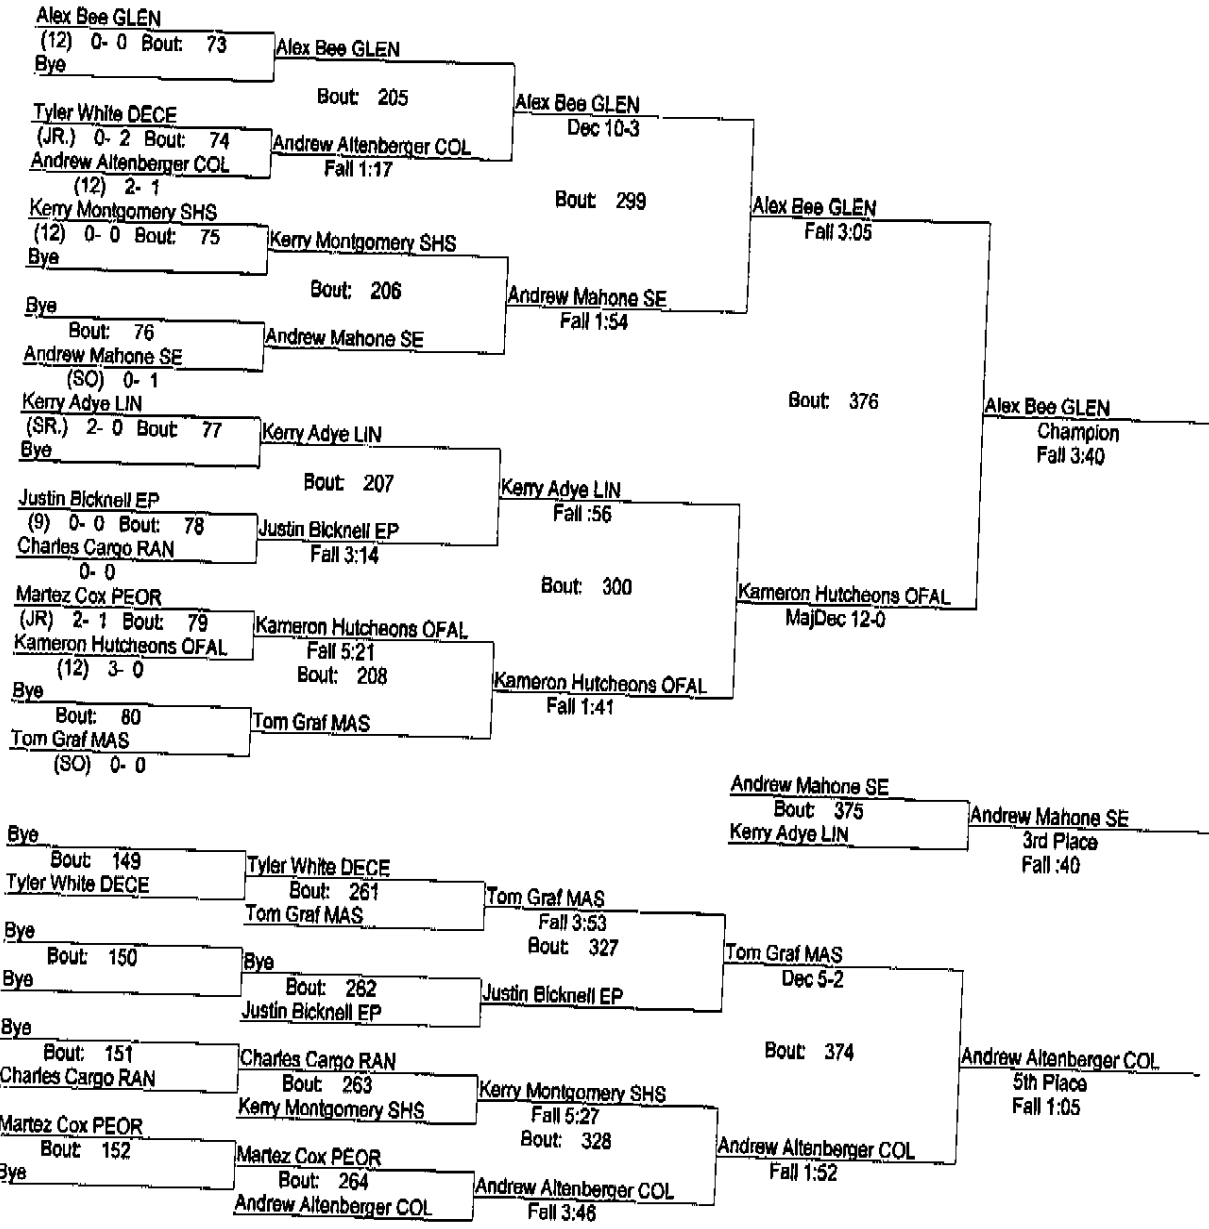 Alex Bee GLEN
(12) 0- 0 Bout: 73
Bye
Alex Bee GLEN
Bout: 205
Tyler White DECE
(JR.) 0- 2 Bout: 74
Andrew Altenberger COL
(12) 2- 1
Andrew Altenberger COL
Fall 1:17
Alex Bee GLEN
Dec 10-3
Bout: 299
Kerry Montgomery SHS
(12) 0- 0 Bout: 75
Bye
Kerry Montgomery SHS
Bout: 206
Bye
Bout: 76
Andrew Mahone SE
(SO) 0- 1
Andrew Mahone SE
Andrew Mahone SE
Fall 1:54
Alex Bee GLEN
Fall 3:05
Bout: 376
Kerry Adye LIN
(SR.) 2- 0 Bout: 77
Bye
Kerry Adye LIN
Bout: 207
Justin Bicknell EP
(9) 0- 0 Bout: 78
Charles Cargo RAN
0- 0
Justin Bicknell EP
Fall 3:14
Kerry Adye LIN
Fall :56
Bout: 300
Martez Cox PEOR
(JR) 2- 1 Bout: 79
Kameron Hutcheons OFAL
(12) 3- 0
Kameron Hutcheons OFAL
Fall 5:21
Bout: 208
Bye
Bout: 80
Tom Graf MAS
(SO) 0- 0
Tom Graf MAS
Kameron Hutcheons OFAL
Fall 1:41
Kameron Hutcheons OFAL
MajDec 12-0
Alex Bee GLEN
Champion
Fall 3:40
Andrew Mahone SE
Bout: 375
Kerry Adye LIN
Andrew Mahone SE
3rd Place
Fall :40
Bye
Bout: 149
Tyler White DECE
Tyler White DECE
Bout: 261
Tom Graf MAS
Tom Graf MAS
Fall 3:53
Bout: 327
Bye
Bout: 150
Bye
Bye
Bout: 262
Justin Bicknell EP
Justin Bicknell EP
Tom Graf MAS
Dec 5-2
Bout: 374
Bye
Bout: 151
Charles Cargo RAN
Charles Cargo RAN
Bout: 263
Kerry Montgomery SHS
Kerry Montgomery SHS
Fall 5:27
Bout: 328
Martez Cox PEOR
Bout: 152
Bye
Martez Cox PEOR
Bout: 264
Andrew Altenberger COL
Andrew Altenberger COL
Fall 3:46
Andrew Altenberger COL
Fall 1:52
Andrew Altenberger COL
5th Place
Fall 1:05